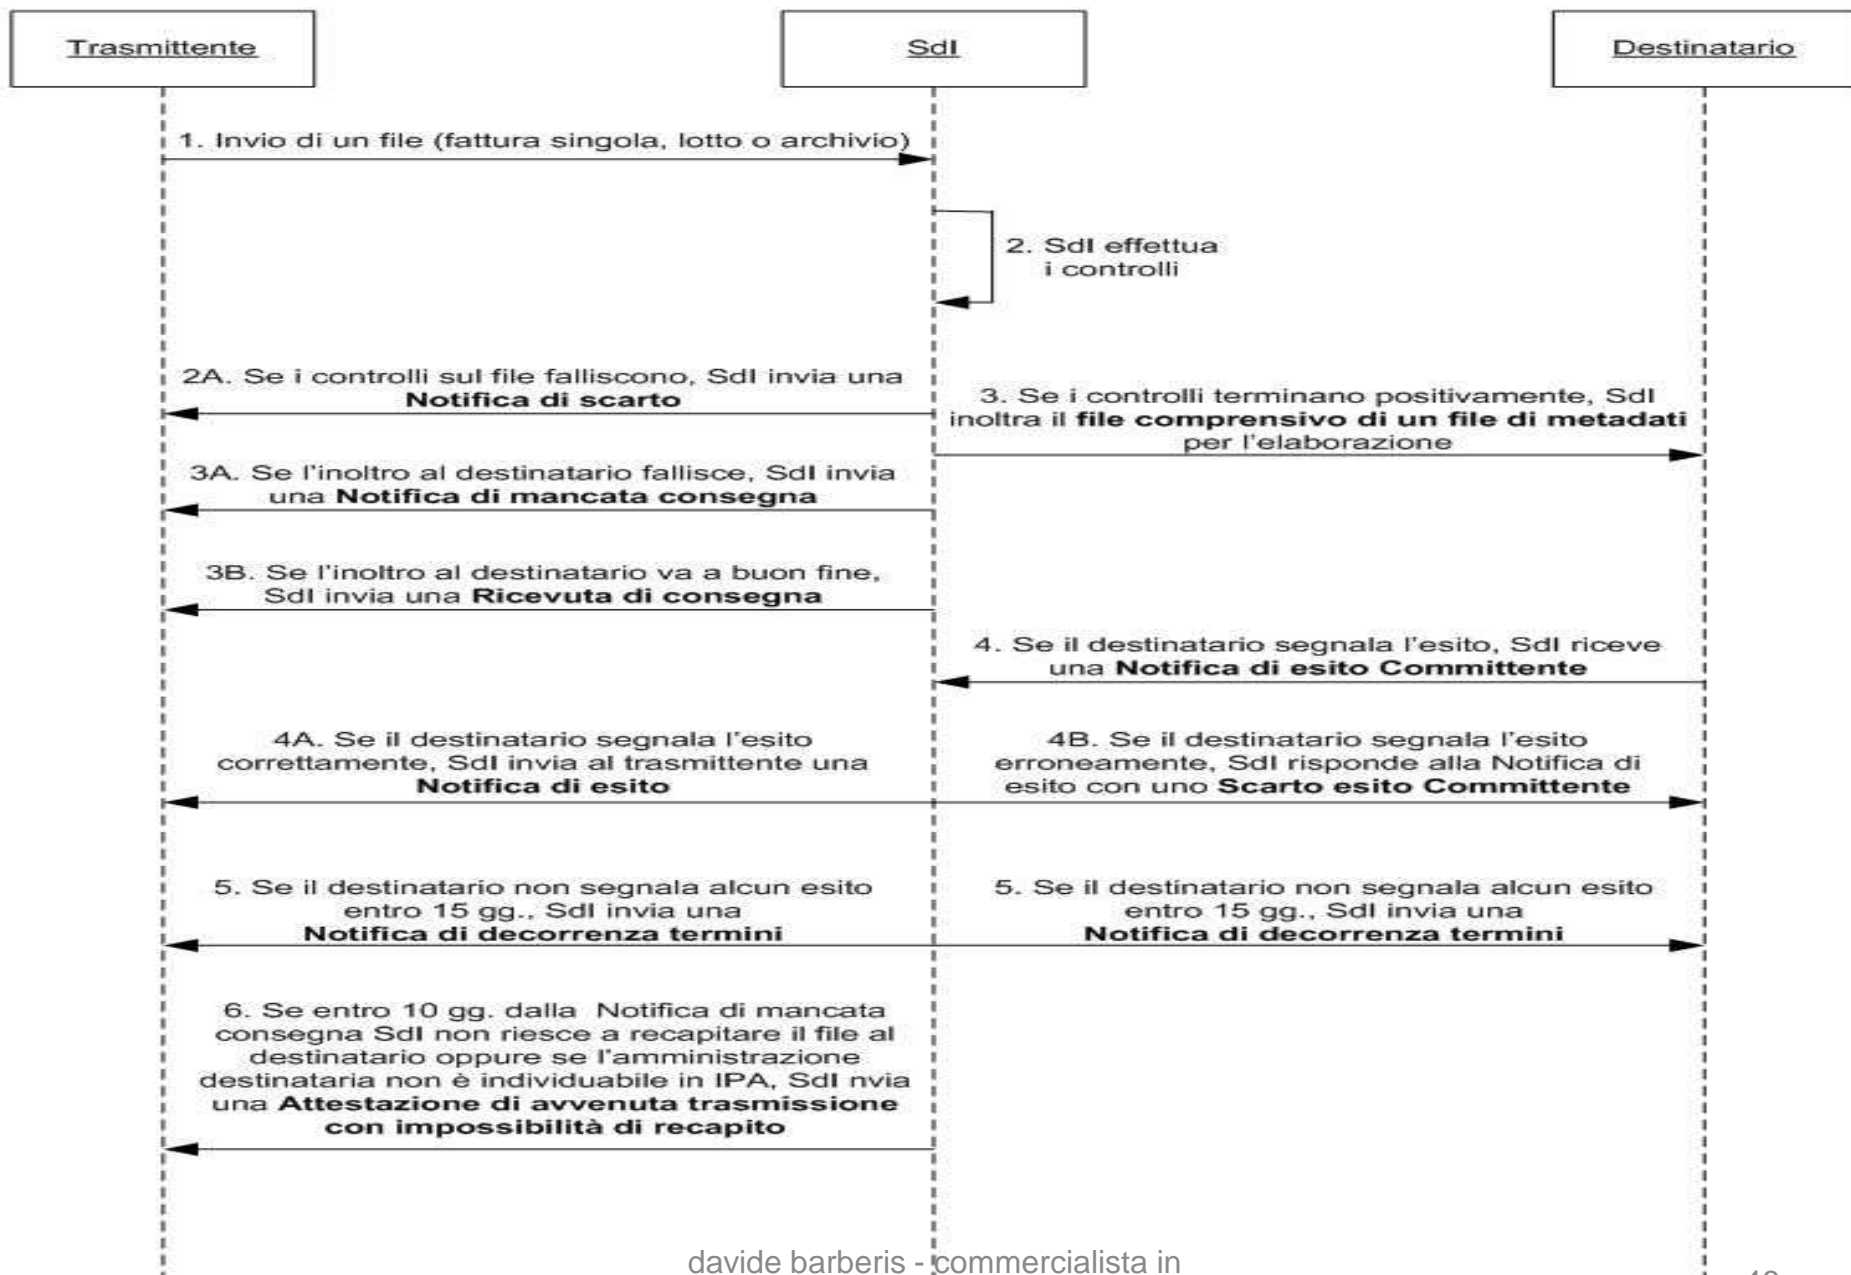 Trasmittente
SdI
Destinatario
1. Invio di un file (fattura singola, lotto o archivio)
2. SdI effettua
i controlli
2A. Se i controlli sul file falliscono, SdI invia una
Notifica di scarto
3. Se i controlli terminano positivamente, SdI
inoltra il file comprensivo di un file di metadati
per l'elaborazione
3A. Se l'inoltro al destinatario fallisce, SdI invia
una Notifica di mancata consegna
3B. Se l'inoltro al destinatario va a buon fine,
SdI invia una Ricevuta di consegna
4. Se il destinatario segnala l'esito, SdI riceve
una Notifica di esito Committente
4A. Se il destinatario segnala l'esito
correttamente, SdI invia al trasmittente una
Notifica di esito
4B. Se il destinatario segnala l'esito
erroneamente, SdI risponde alla Notifica di
esito con uno Scarto esito Committente
5. Se il destinatario non segnala alcun esito
entro 15 gg., SdI invia una
Notifica di decorrenza termini
5. Se il destinatario non segnala alcun esito
entro 15 gg., SdI invia una
Notifica di decorrenza termini
6. Se entro 10 gg. dalla Notifica di mancata
consegna SdI non riesce a recapitare il file al
destinatario oppure se l'amministrazione
destinataria non è individuabile in IPA, SdI nvia
una Attestazione di avvenuta trasmissione
con impossibilità di recapito
davide barberis - commercialista in